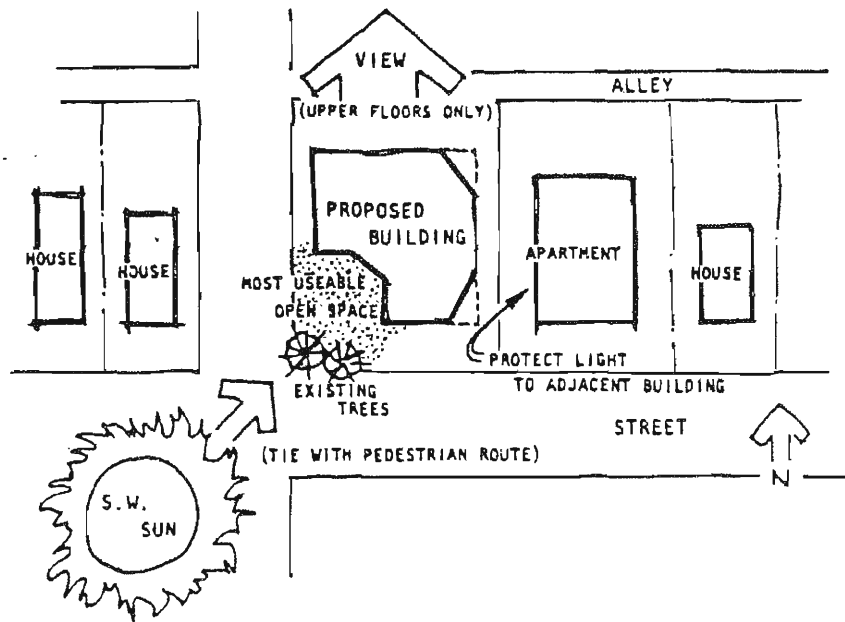 VIEW
(UPPER FLOORS ONLY)
ALLEY
PROPOSED
BUILDING
HOUSE
HOUSE
APARTMENT
HOUSE
MOST USEABLE
OPEN SPACE
PROTECT LIGHT
TO ADJACENT BUILDING
EXISTING
TREES
STREET
(TIE WITH PEDESTRIAN ROUTE)
N
S.W.
SUN